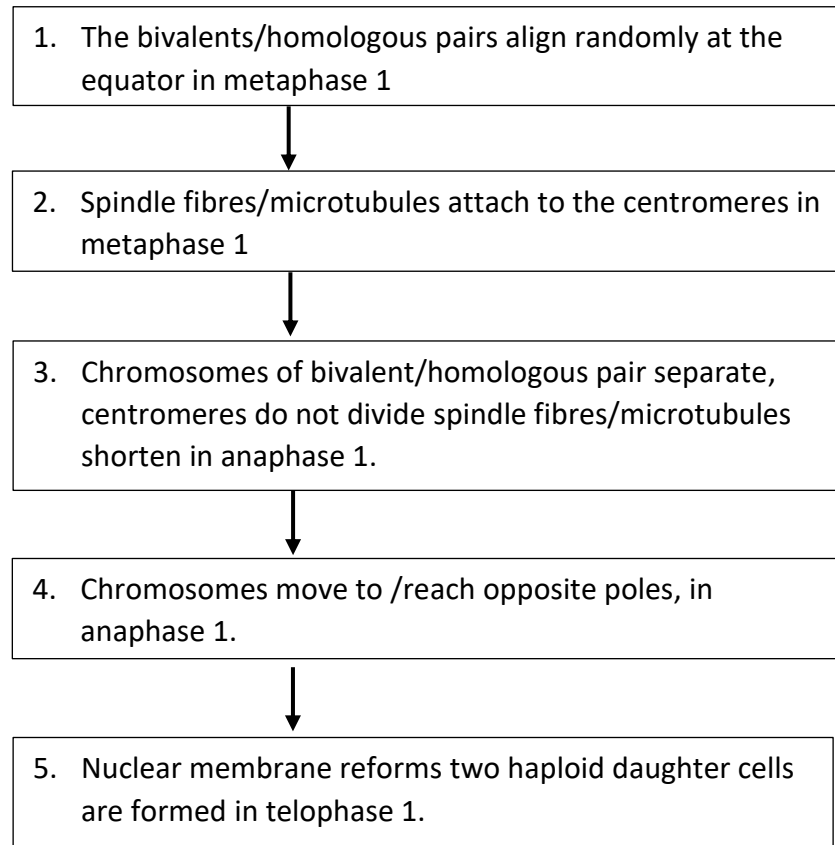 1. The bivalents/homologous pairs align randomly at the
equator in metaphase 1
2. Spindle fibres/microtubules attach to the centromeres in
metaphase 1
3. Chromosomes of bivalent/homologous pair separate,
centromeres do not divide spindle fibres/microtubules
shorten in anaphase 1.
4. Chromosomes move to /reach opposite poles, in
anaphase 1.
5. Nuclear membrane reforms two haploid daughter cells
are formed in telophase 1.